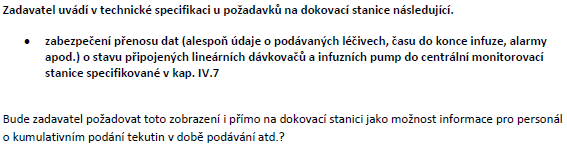 Zadavatel uvádí v technické specifikaci u požadavků na dokovací stanice následující.
• zabezpečení přenosu dat (alespoň údaje o podávaných léčivech, času do konce infuze, alarmy
apod.) o stavu připojených lineárních dávkovačů a infuzních pump do centrální monitorovací
stanice specifikované v kap. IV.7
Bude zadavatel požadovat toto zobrazení i přímo na dokovací stanici jako možnost informace pro personál
o kumulativním podání tekutin v době podávání atd.?